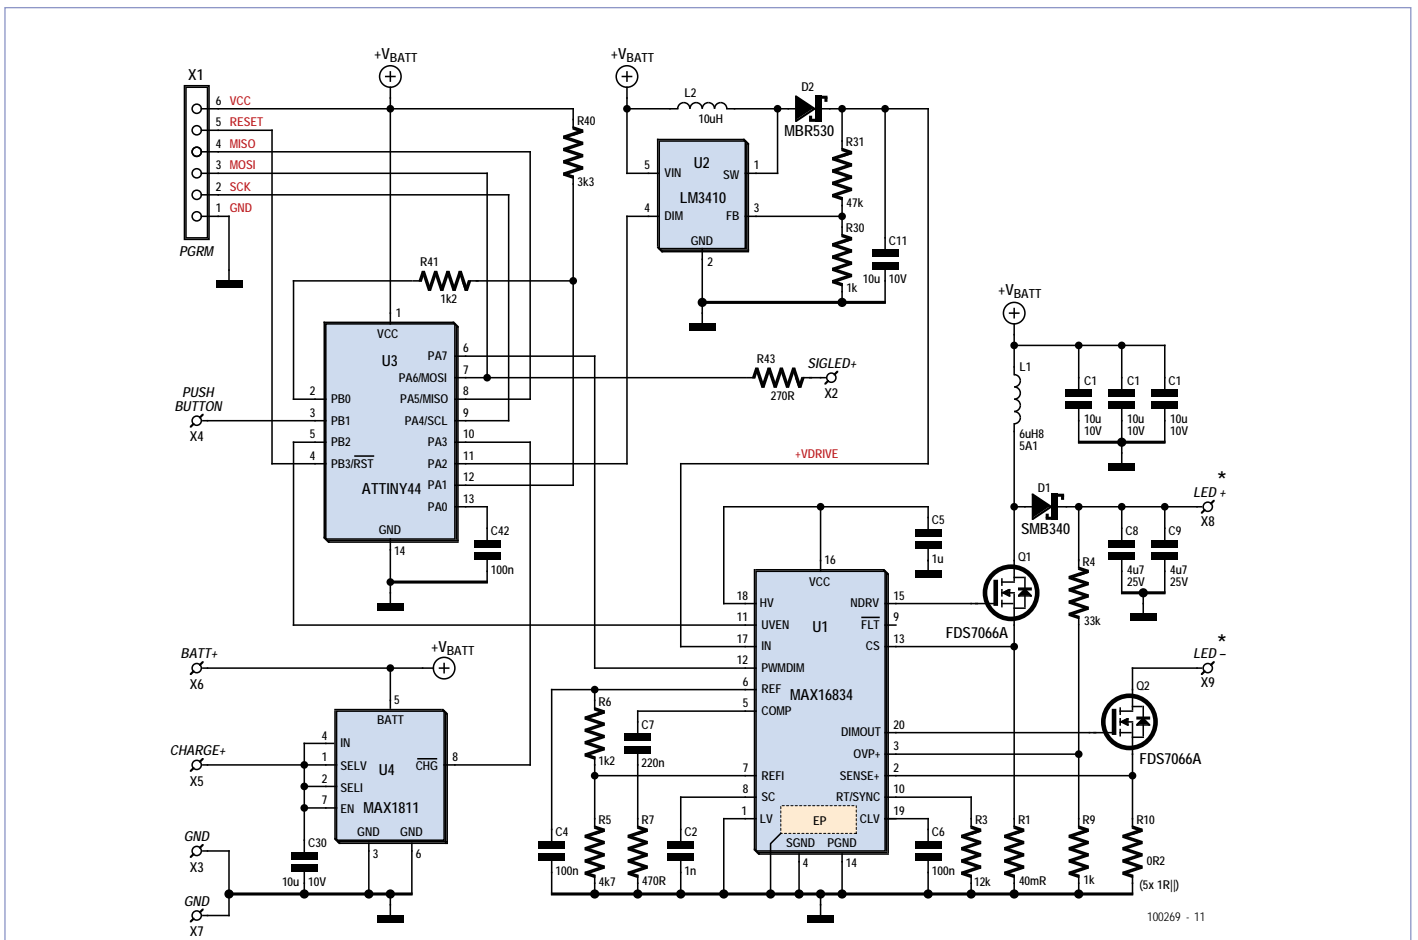 X1
6 VCC
5 RESET
4 MISO
3 MOSI
2 SCK
1 GND
PGRM
+VBATT
R40
3k3
R41
1k2
1
VCC
U3
ATTINY44
PA7 6
PA6/MOSI 7
PA5/MISO 8
PA4/SCL 9
PA3 10
PA2 11
PA1 12
PA0 13
2 PB0
3 PB1
5 PB2
4 PB3/RST
GND
14
C42
100n
PUSH
BUTTON
X4
+VBATT
L2
10uH
D2
MBR530
U2
LM3410
5 VIN
4 DIM
SW 1
FB 3
GND
2
R31
47k
R30
1k
C11
10u 10V
R43
270R
SIGLED+
X2
+VDRIVE
+VBATT
L1
6uH8
5A1
C1
10u
10V
C1
10u
10V
C1
10u
10V
D1
SMB340
*
LED +
X8
C8
4u7
25V
C9
4u7
25V
R4
33k
Q1
FDS7066A
*
LED –
X9
Q2
FDS7066A
C5
1u
16
VCC
U1
MAX16834
18 HV
11 UVEN
17 IN
12 PWMDIM
6 REF
5 COMP
7 REFI
8 SC
1 LV
NDRV 15
FLT 9
CS 13
DIMOUT 20
OVP+ 3
SENSE+ 2
RT/SYNC 10
CLV 19
EP
SGND PGND
4 14
R6
1k2
C7
220n
C4
100n
R5
4k7
R7
470R
C2
1n
C6
100n
R3
12k
R1
40mR
R9
1k
R10
0R2
(5x 1R||)
BATT+
X6
+VBATT
5
BATT
U4
MAX1811
4 IN
1 SELV
2 SELI
7 EN
CHG 8
GND GND
3 6
CHARGE+
X5
C30
10u 10V
GND
X3
GND
X7
100269 - 11